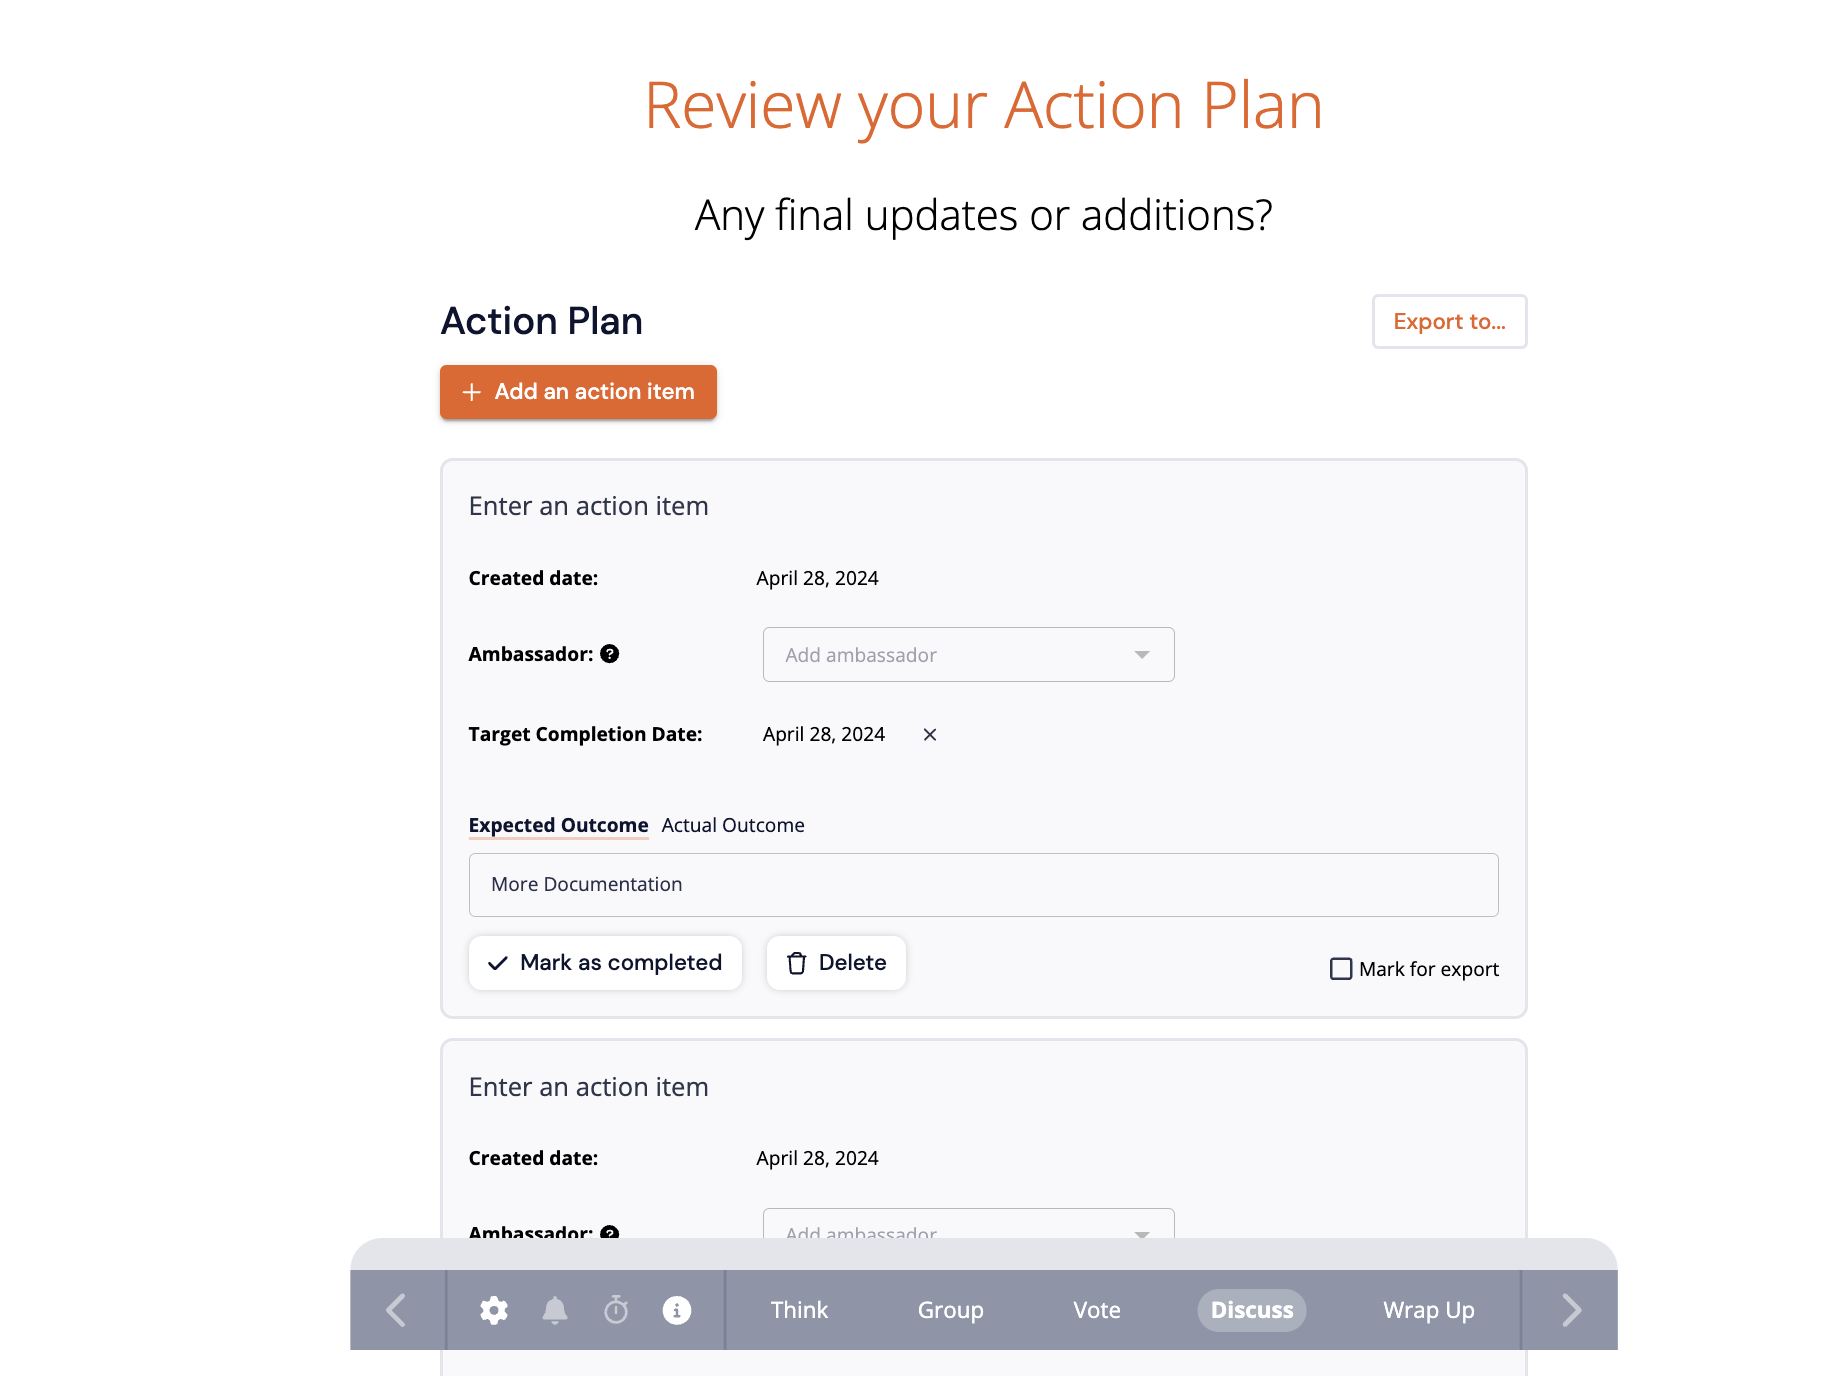 Review your Action Plan
Any final updates or additions?
Action Plan
Export to...
Add an action item
Enter an action item
Created date: April 28, 2024
Ambassador: Add ambassador
Target Completion Date: April 28, 2024
Expected Outcome Actual Outcome
More Documentation
Mark as completed Delete Mark for export
Enter an action item
Created date: April 28, 2024
Ambassador: Add ambassador
Think Group Vote Discuss Wrap Up